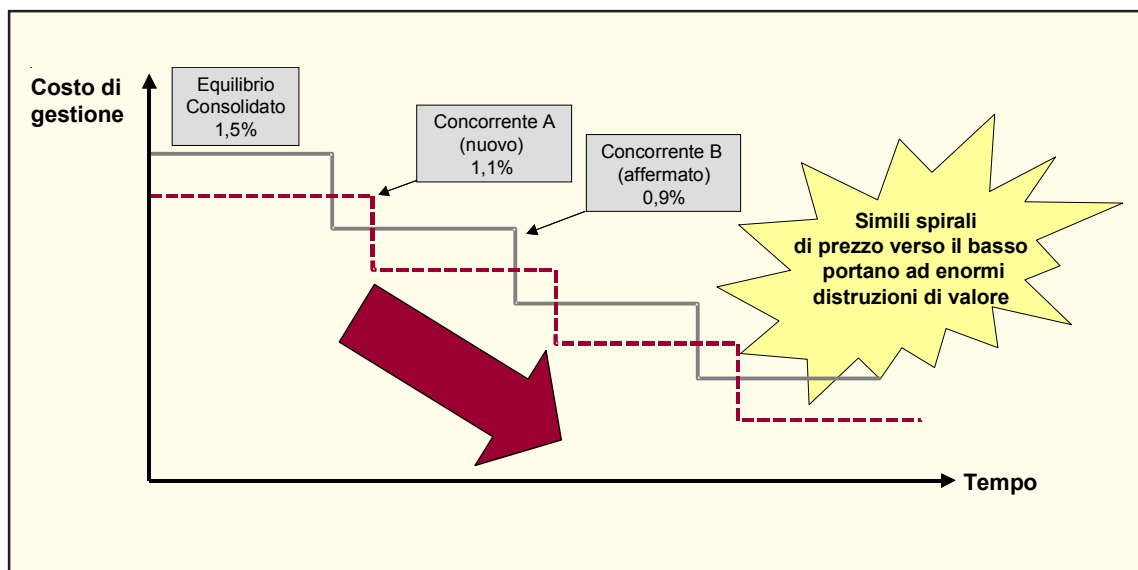 Costo di
gestione
Equilibrio
Consolidato
1,5%
Concorrente A
(nuovo)
1,1%
Concorrente B
(affermato)
0,9%
Simili spirali
di prezzo verso il basso
portano ad enormi
distruzioni di valore
Tempo